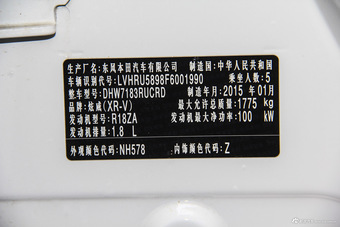 生产厂名:东风本田汽车有限公司 制造国:中华人民共和国
车辆识别代号:LVHRU5898F6001990 乘坐人数:5
整车型号:DHW7183RUCRD 制造年月:2015 年01月
品牌:炫威(XR-V) 最大允许总质量:1775 kg
发动机型号:R18ZA 发动机最大净功率:100 kW
发动机排量:1.8 L
外观颜色代码:NH578 内饰颜色代码:Z